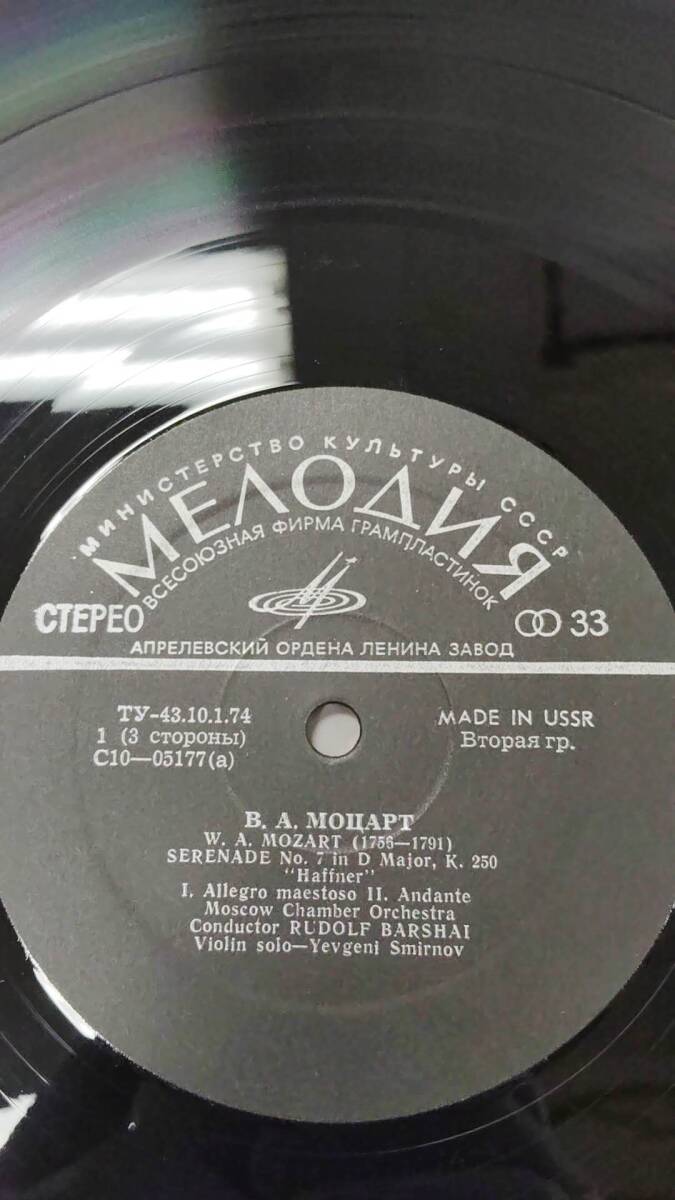 МИНИСТЕРСТВО КУЛЬТУРЫ СССР
МЕЛОДИЯ
ВСЕСОЮЗНАЯ ФИРМА ГРАМПЛАСТИНОК
СТЕРЕО
33
АПРЕЛЕВСКИЙ ОРДЕНА ЛЕНИНА ЗАВОД
ТУ-43.10.1.74
1 (3 стороны)
С10—05177(а)
MADE IN USSR
Вторая гр.
В. А. МОЦАРТ
W. A. MOZART (1756—1791)
SERENADE No. 7 in D Major, K. 250
"Haffner"
I. Allegro maestoso II. Andante
Moscow Chamber Orchestra
Conductor RUDOLF BARSHAI
Violin solo—Yevgeni Smirnov